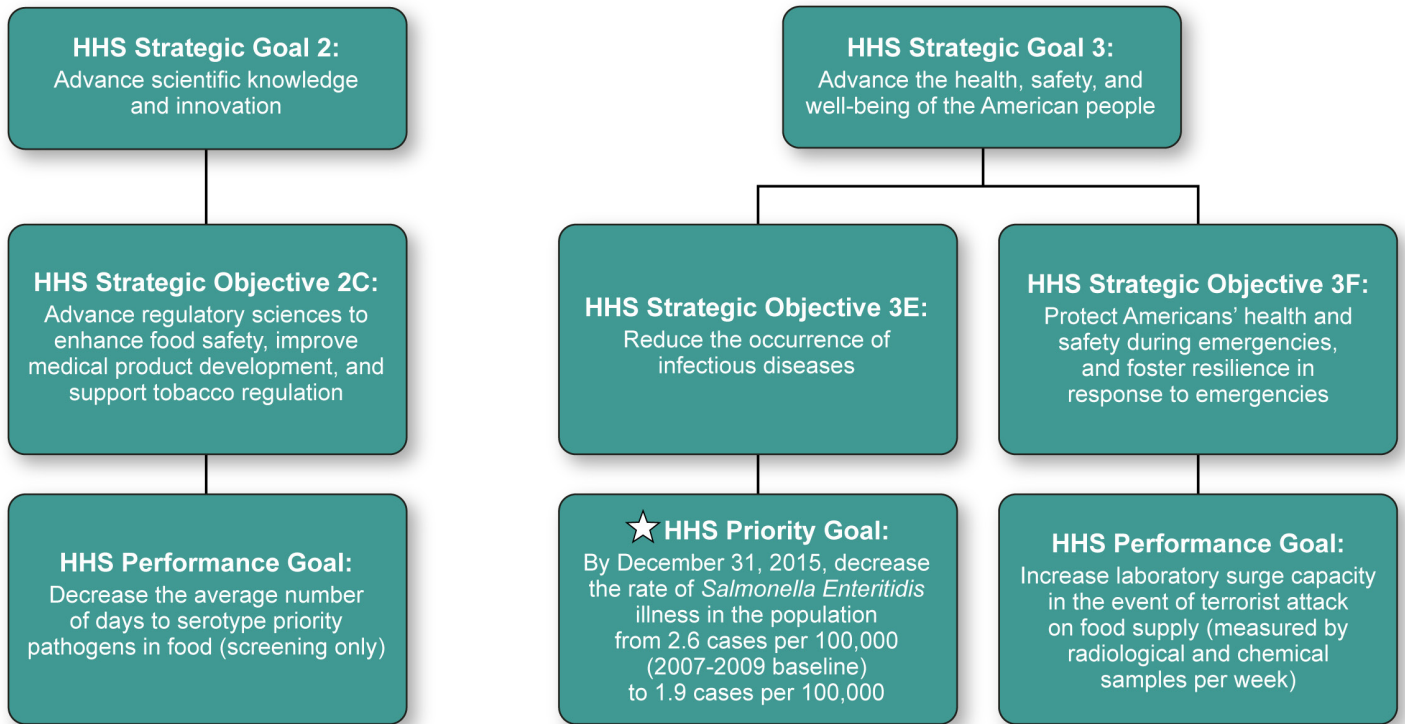 HHS Strategic Goal 2:
Advance scientific knowledge
and innovation
HHS Strategic Goal 3:
Advance the health, safety, and
well-being of the American people
HHS Strategic Objective 2C:
Advance regulatory sciences to
enhance food safety, improve
medical product development, and
support tobacco regulation
HHS Strategic Objective 3E:
Reduce the occurrence of
infectious diseases
HHS Strategic Objective 3F:
Protect Americans’ health and
safety during emergencies,
and foster resilience in
response to emergencies
HHS Performance Goal:
Decrease the average number
of days to serotype priority
pathogens in food (screening only)
HHS Priority Goal:
By December 31, 2015, decrease
the rate of Salmonella Enteritidis
illness in the population
from 2.6 cases per 100,000
(2007-2009 baseline)
to 1.9 cases per 100,000
HHS Performance Goal:
Increase laboratory surge capacity
in the event of terrorist attack
on food supply (measured by
radiological and chemical
samples per week)